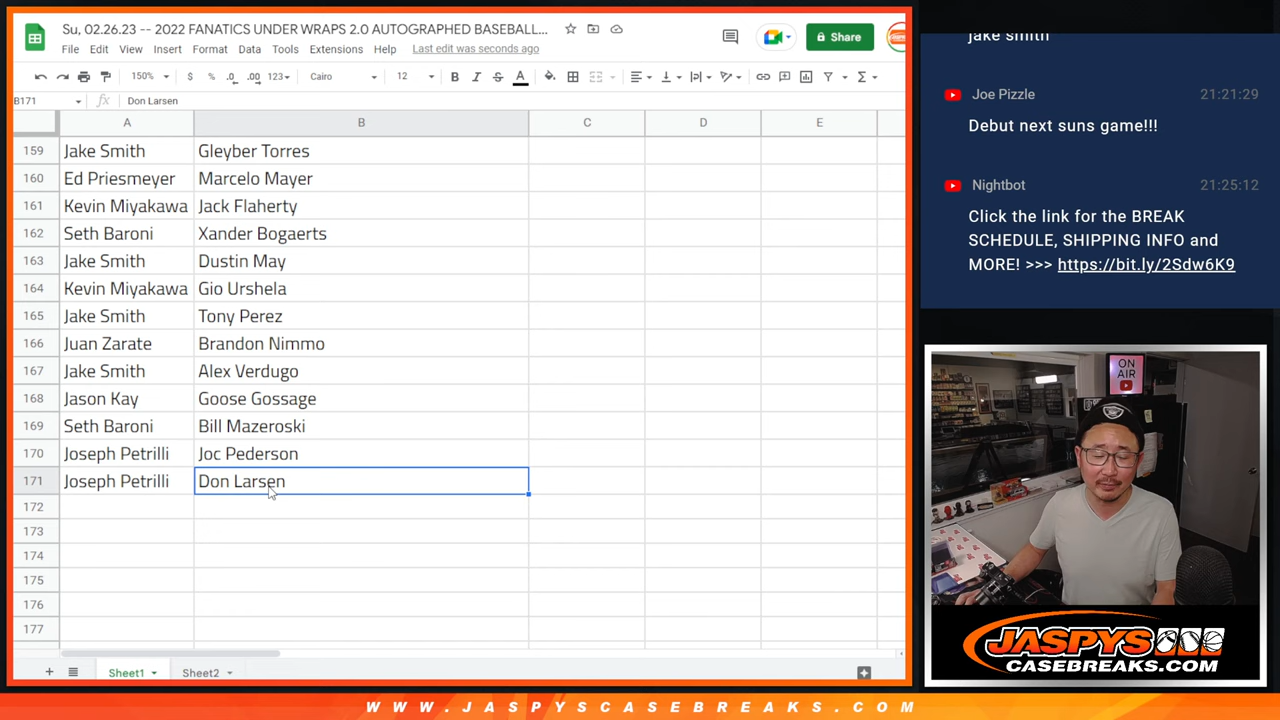 Su, 02.26.23 -- 2022 FANATICS UNDER WRAPS 2.0 AUTOGRAPHED BASEBALL...
File Edit View Insert Format Data Tools Extensions Help Last edit was seconds ago
Share
150% $ % .0 .00 123 Cairo 12 B I S A
B171 fx Don Larsen
A B C D E
159 Jake Smith Gleyber Torres
160 Ed Priesmeyer Marcelo Mayer
161 Kevin Miyakawa Jack Flaherty
162 Seth Baroni Xander Bogaerts
163 Jake Smith Dustin May
164 Kevin Miyakawa Gio Urshela
165 Jake Smith Tony Perez
166 Juan Zarate Brandon Nimmo
167 Jake Smith Alex Verdugo
168 Jason Kay Goose Gossage
169 Seth Baroni Bill Mazeroski
170 Joseph Petrilli Joc Pederson
171 Joseph Petrilli Don Larsen
172
173
174
175
176
177
Sheet1 Sheet2
jake smith
Joe Pizzle 21:21:29
Debut next suns game!!!
Nightbot 21:25:12
Click the link for the BREAK
SCHEDULE, SHIPPING INFO and
MORE! >>> https://bit.ly/2Sdw6K9
ON
AIR
JASPYS
CASEBREAKS.COM
WWW.JASPYSCASEBREAKS.COM